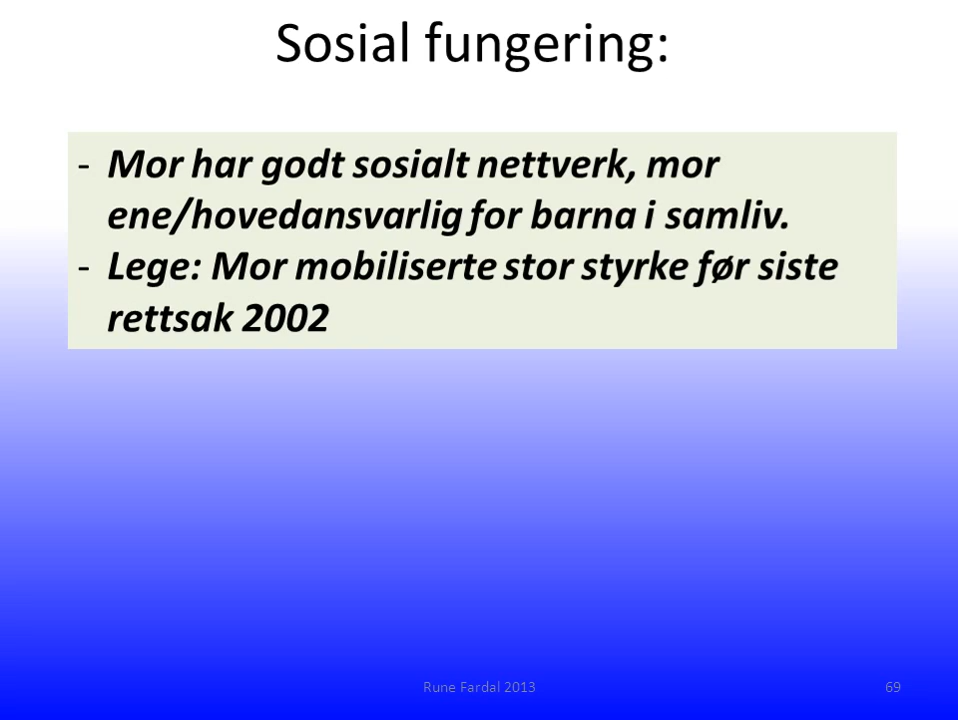 Sosial fungering:
- Mor har godt sosialt nettverk, mor
ene/hovedansvarlig for barna i samliv.
- Lege: Mor mobiliserte stor styrke før siste
rettsak 2002
Rune Fardal 2013
69